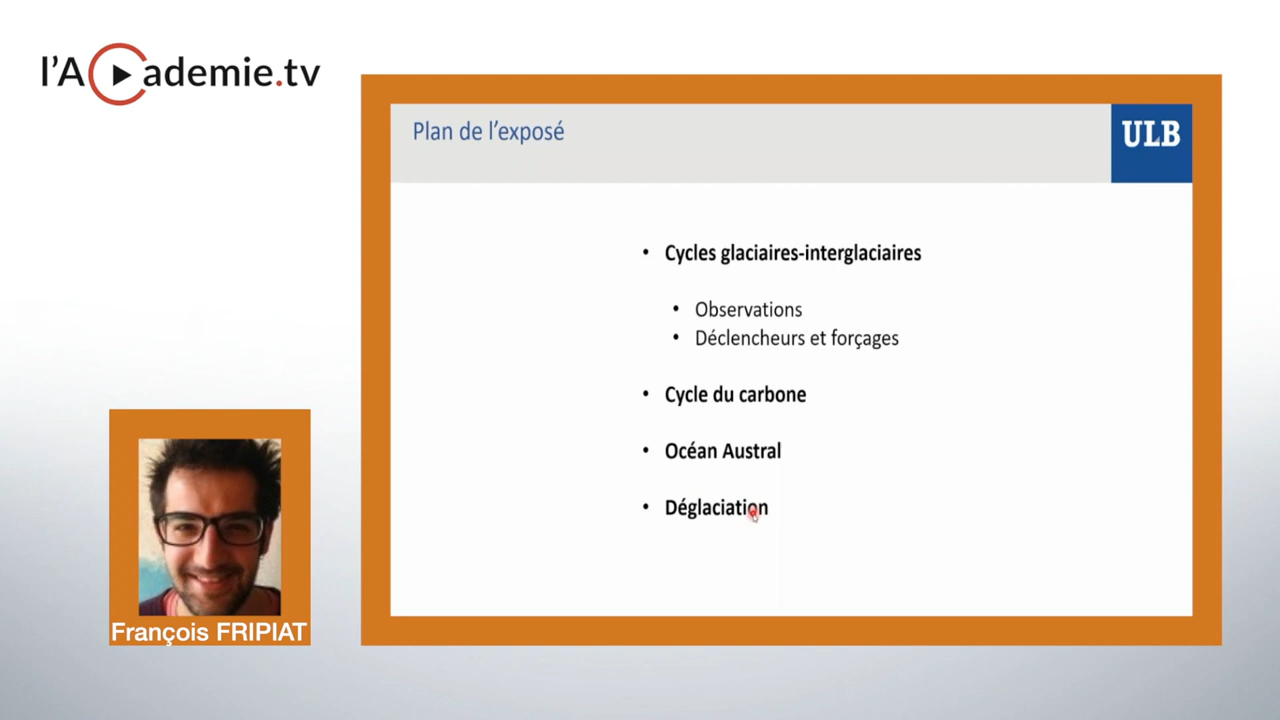 l'Academie.tv
Plan de l'exposé
ULB
• Cycles glaciaires-interglaciaires
• Observations
• Déclencheurs et forçages
• Cycle du carbone
• Océan Austral
• Déglaciation
François FRIPIAT